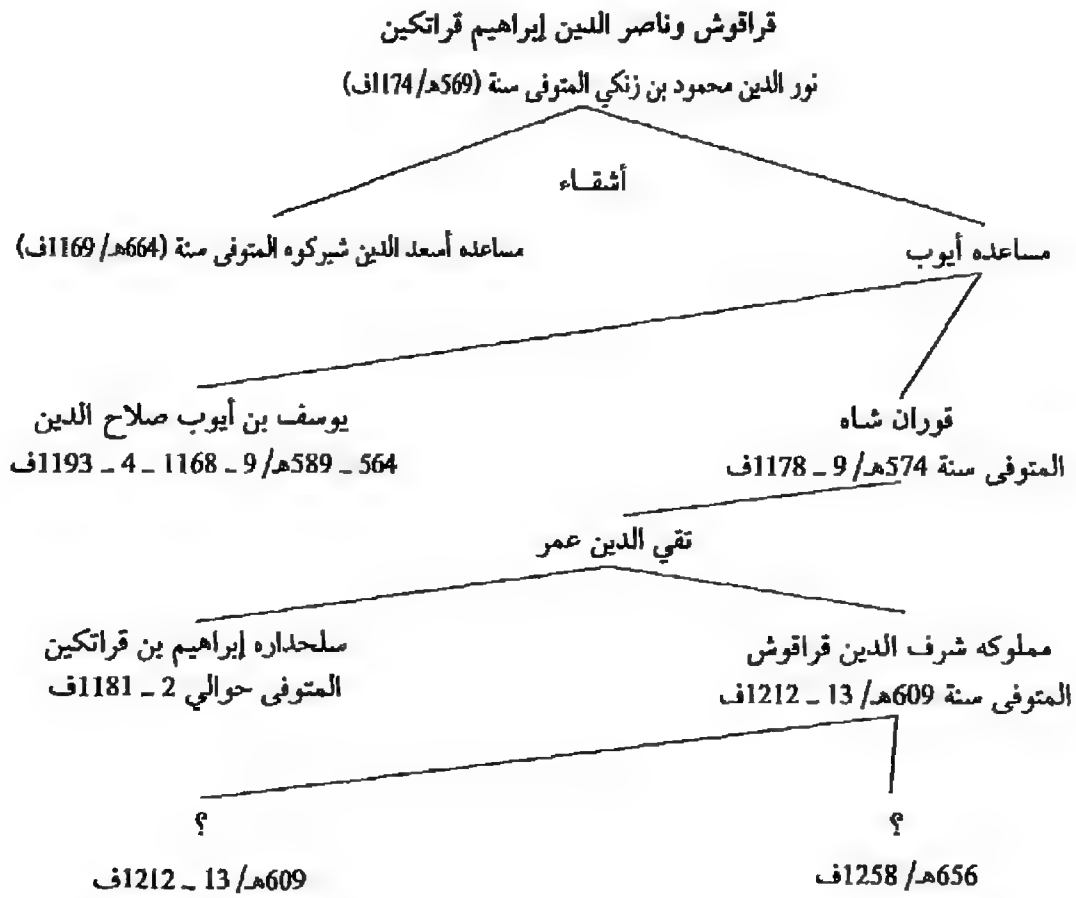 قراقوش وناصر الدين إبراهيم قراتكين
نور الدين محمود بن زنكي المتوفى سنة (569هـ/1174ف)
أشقاء
مساعده أيوب
مساعده أسعد الدين شيركوه المتوفى سنة (664هـ/1169ف)
قوران شاه
المتوفى سنة 574هـ/ 9 _ 1178ف
يوسف بن أيوب صلاح الدين
564 _ 589هـ/ 9 _ 1168 _ 4 _ 1193ف
تقي الدين عمر
مملوكه شرف الدين قراقوش
المتوفى سنة 609هـ/ 13 _ 1212ف
سلحداره إبراهيم بن قراتكين
المتوفى حوالي 2 _ 1181ف
؟
656هـ/ 1258ف
؟
609هـ/ 13 _ 1212ف